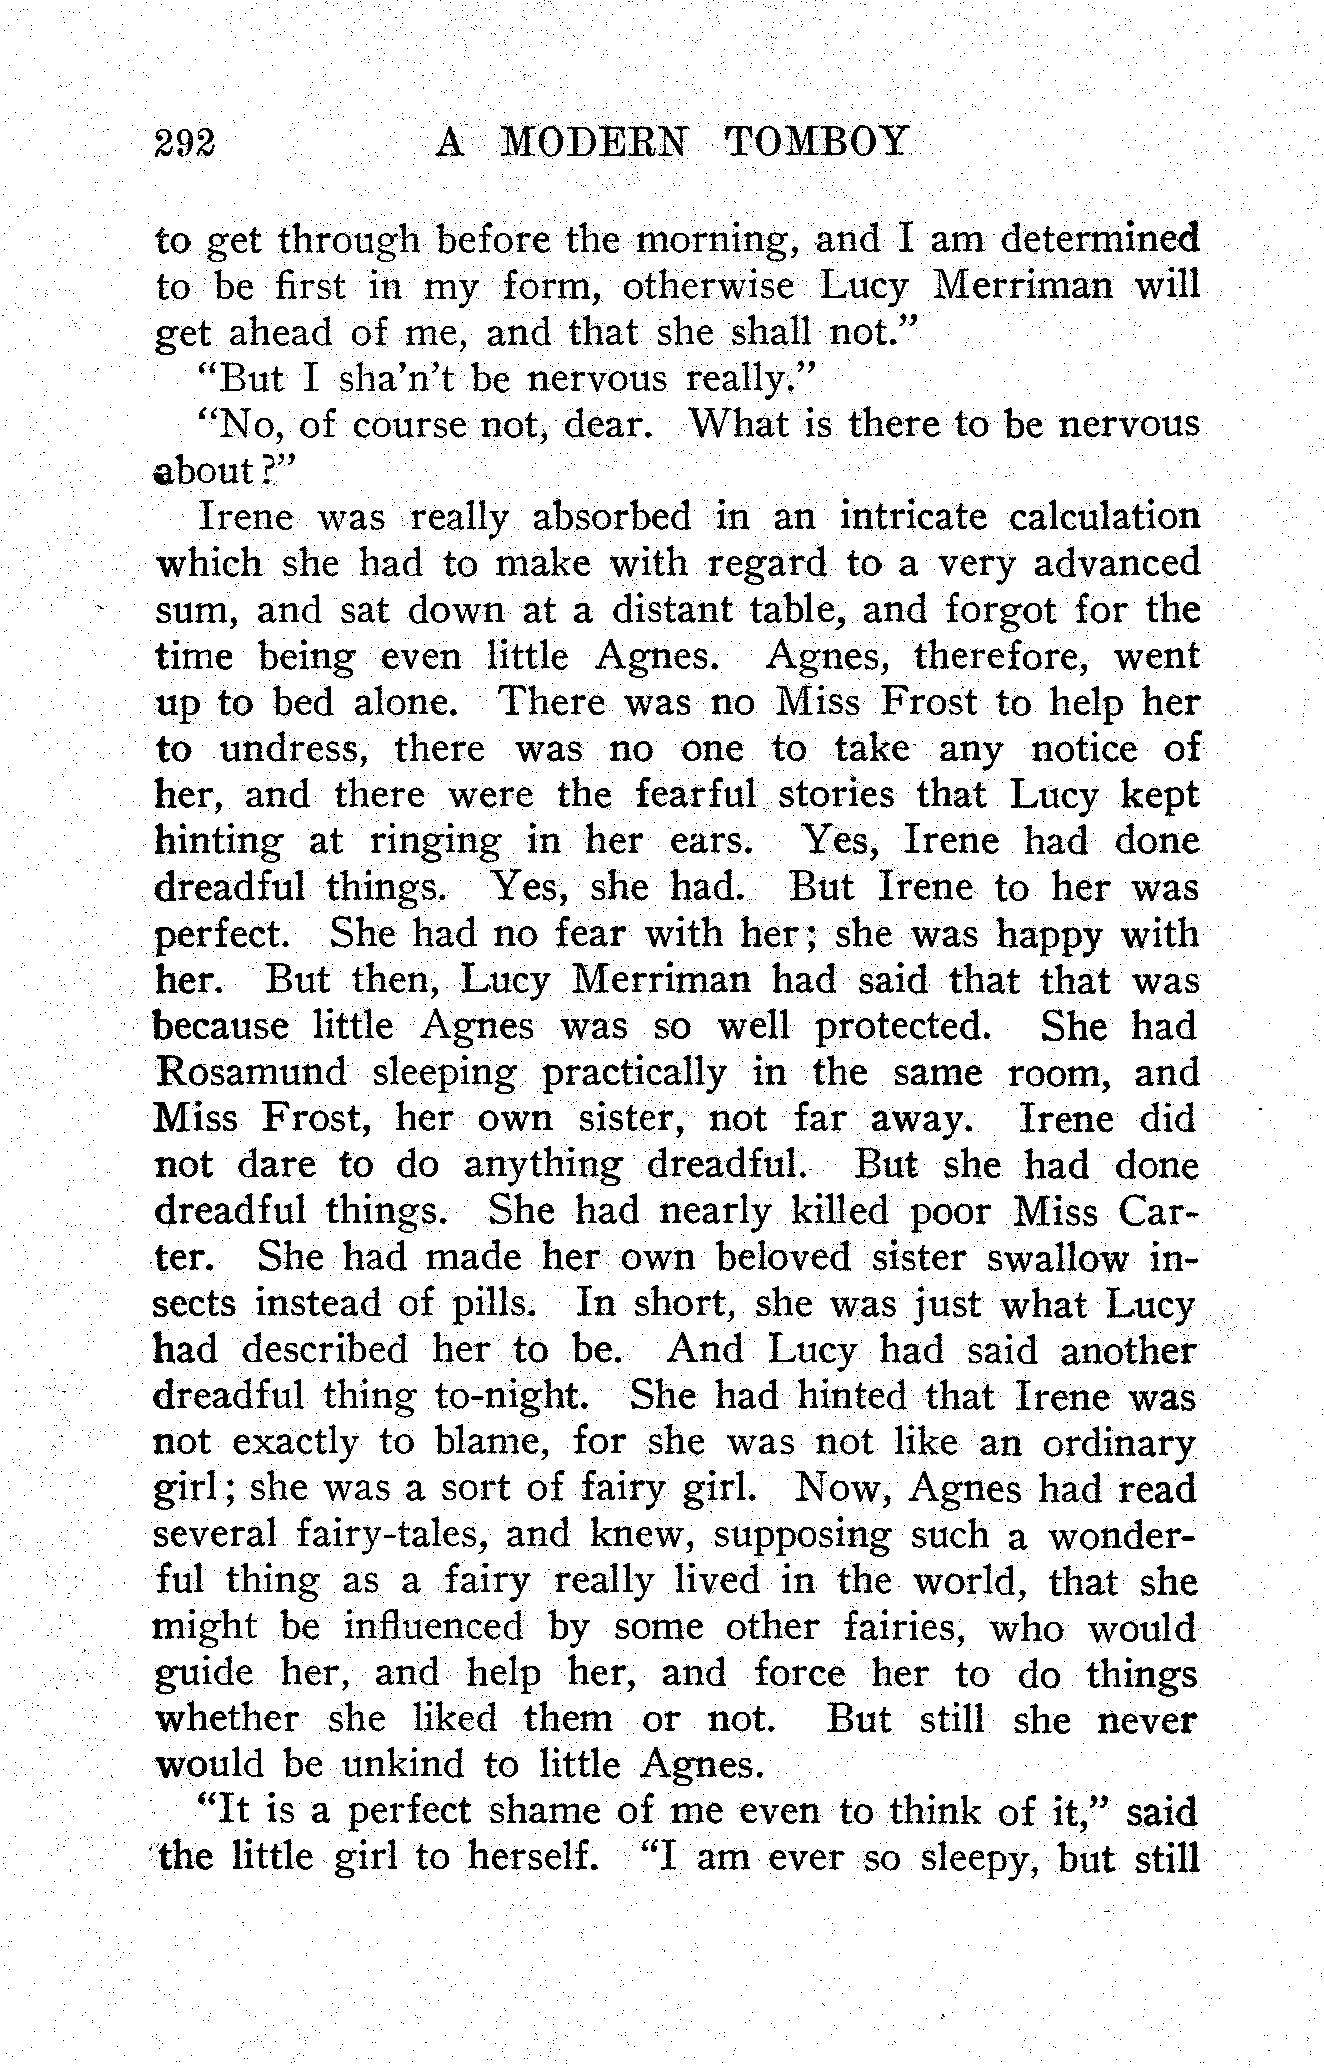 292 A MODERN TOMBOY
to get through before the morning, and I am determined
to be first in my form, otherwise Lucy Merriman will
get ahead of me, and that she shall not.”
“But I sha’n’t be nervous really.”
“No, of course not, dear. What is there to be nervous
about?”
Irene was really absorbed in an intricate calculation
which she had to make with regard to a very advanced
sum, and sat down at a distant table, and forgot for the
time being even little Agnes. Agnes, therefore, went
up to bed alone. There was no Miss Frost to help her
to undress, there was no one to take any notice of
her, and there were the fearful stories that Lucy kept
hinting at ringing in her ears. Yes, Irene had done
dreadful things. Yes, she had. But Irene to her was
perfect. She had no fear with her; she was happy with
her. But then, Lucy Merriman had said that that was
because little Agnes was so well protected. She had
Rosamund sleeping practically in the same room, and
Miss Frost, her own sister, not far away. Irene did
not dare to do anything dreadful. But she had done
dreadful things. She had nearly killed poor Miss Car-
ter. She had made her own beloved sister swallow in-
sects instead of pills. In short, she was just what Lucy
had described her to be. And Lucy had said another
dreadful thing to-night. She had hinted that Irene was
not exactly to blame, for she was not like an ordinary
girl; she was a sort of fairy girl. Now, Agnes had read
several fairy-tales, and knew, supposing such a wonder-
ful thing as a fairy really lived in the world, that she
might be influenced by some other fairies, who would
guide her, and help her, and force her to do things
whether she liked them or not. But still she never
would be unkind to little Agnes.
“It is a perfect shame of me even to think of it,” said
the little girl to herself. “I am ever so sleepy, but still